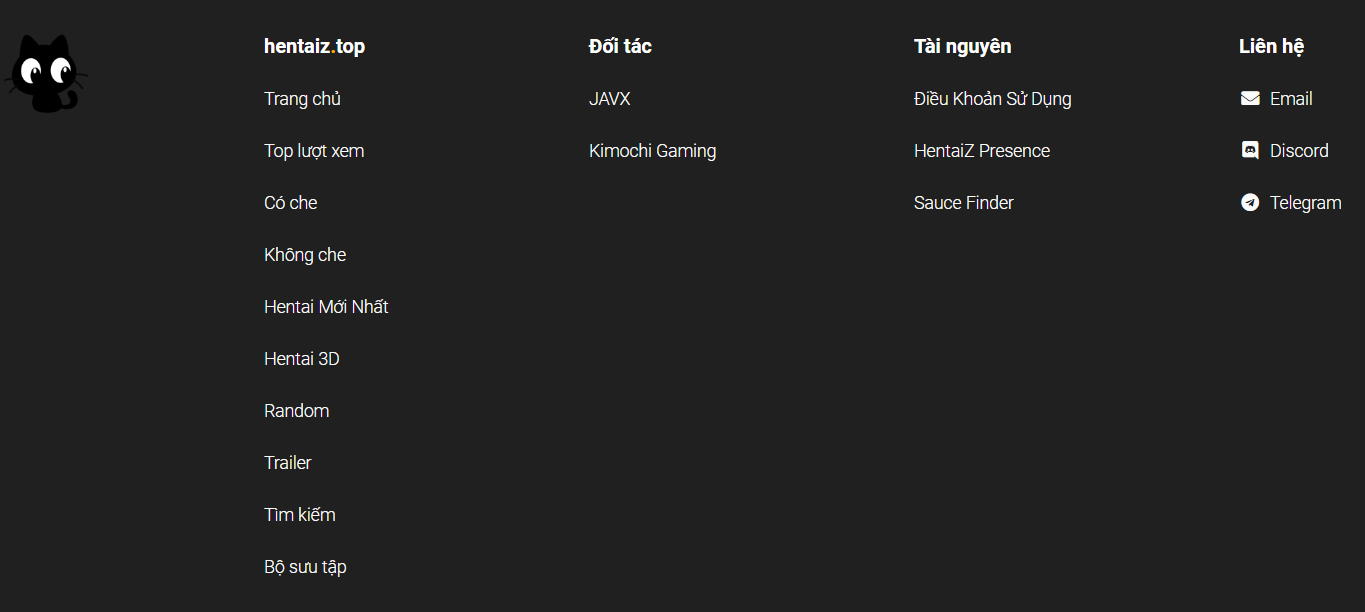 hentaiz.top
Trang chủ
Top lượt xem
Có che
Không che
Hentai Mới Nhất
Hentai 3D
Random
Trailer
Tìm kiếm
Bộ sưu tập
Đối tác
JAVX
Kimochi Gaming
Tài nguyên
Điều Khoản Sử Dụng
HentaiZ Presence
Sauce Finder
Liên hệ
Email
Discord
Telegram